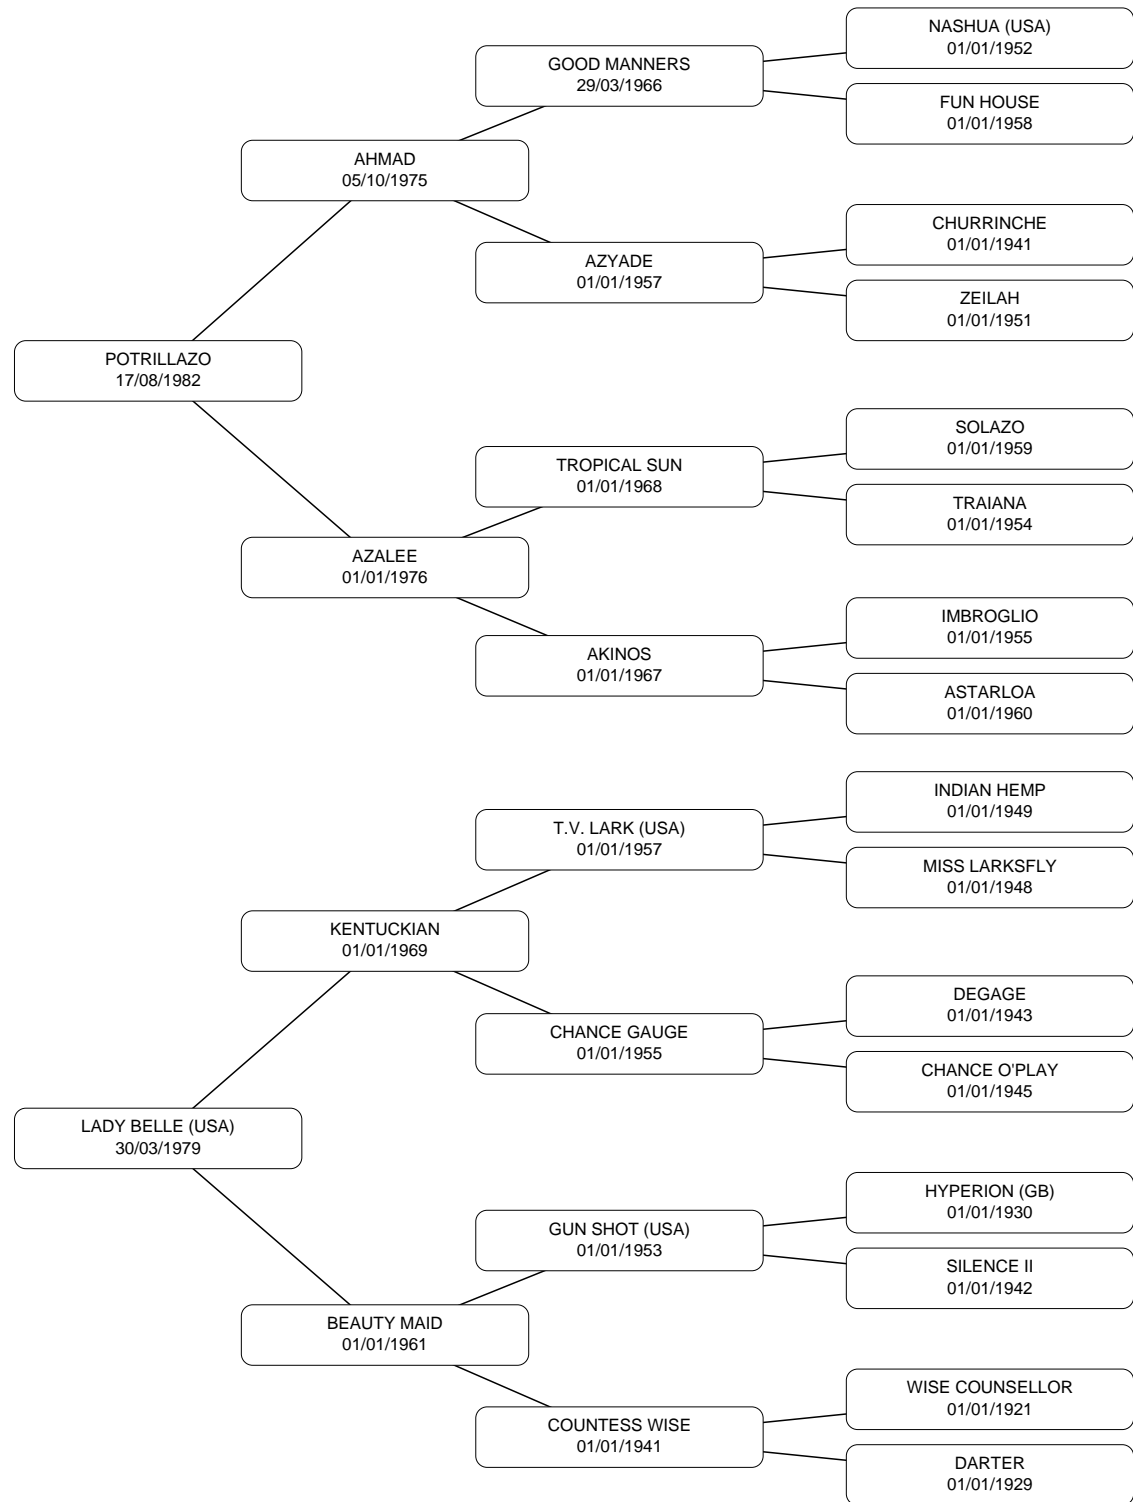 NASHUA (USA)
01/01/1952
GOOD MANNERS
29/03/1966
FUN HOUSE
01/01/1958
AHMAD
05/10/1975
CHURRINCHE
01/01/1941
AZYADE
01/01/1957
ZEILAH
01/01/1951
POTRILLAZO
17/08/1982
SOLAZO
01/01/1959
TROPICAL SUN
01/01/1968
TRAIANA
01/01/1954
AZALEE
01/01/1976
IMBROGLIO
01/01/1955
AKINOS
01/01/1967
ASTARLOA
01/01/1960
INDIAN HEMP
01/01/1949
T.V. LARK (USA)
01/01/1957
MISS LARKSFLY
01/01/1948
KENTUCKIAN
01/01/1969
DEGAGE
01/01/1943
CHANCE GAUGE
01/01/1955
CHANCE O'PLAY
01/01/1945
LADY BELLE (USA)
30/03/1979
HYPERION (GB)
01/01/1930
GUN SHOT (USA)
01/01/1953
SILENCE II
01/01/1942
BEAUTY MAID
01/01/1961
WISE COUNSELLOR
01/01/1921
COUNTESS WISE
01/01/1941
DARTER
01/01/1929